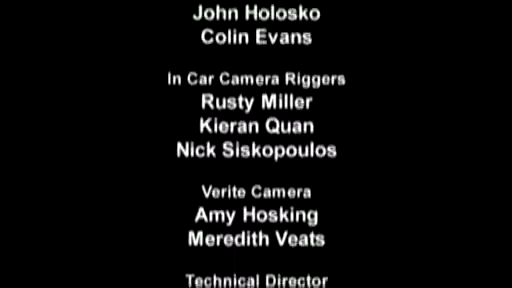 John Holosko
Colin Evans
In Car Camera Riggers
Rusty Miller
Kieran Quan
Nick Siskopoulos
Verite Camera
Amy Hosking
Meredith Veats
Technical Director